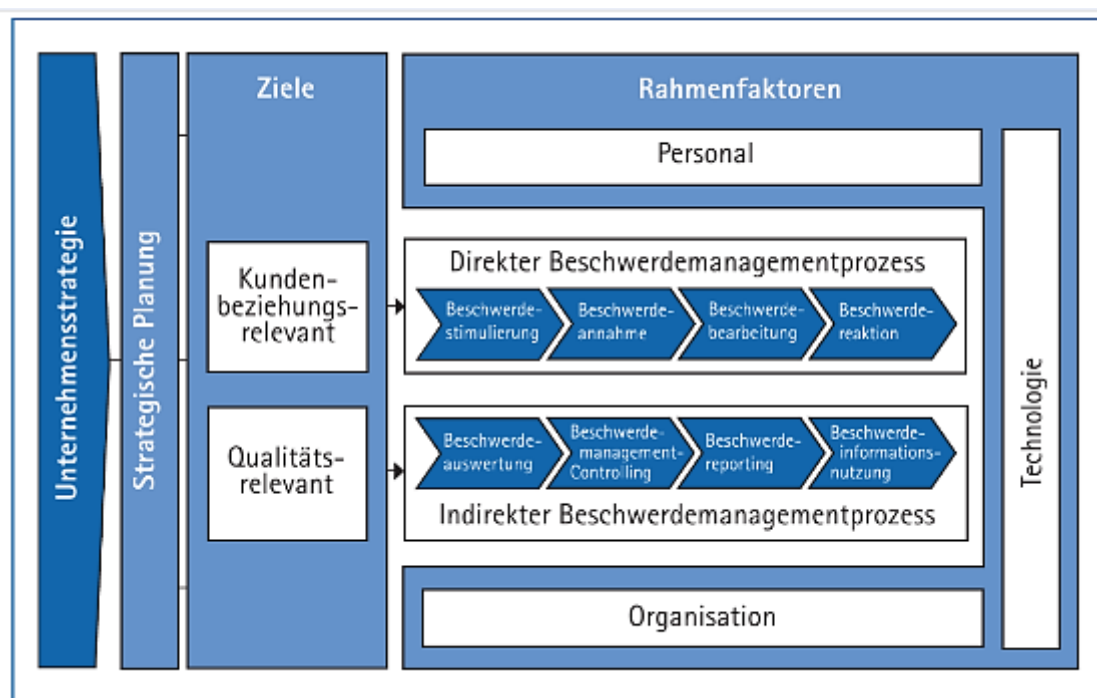 Unternehmensstrategie
Strategische Planung
Ziele
Kunden-
beziehungs-
relevant
Qualitäts-
relevant
Rahmenfaktoren
Personal
Direkter Beschwerdemanagementprozess
Beschwerde-
stimulierung
Beschwerde-
annahme
Beschwerde-
bearbeitung
Beschwerde-
reaktion
Beschwerde-
auswertung
Beschwerde-
management-
Controlling
Beschwerde-
reporting
Beschwerde-
informations-
nutzung
Indirekter Beschwerdemanagementprozess
Organisation
Technologie